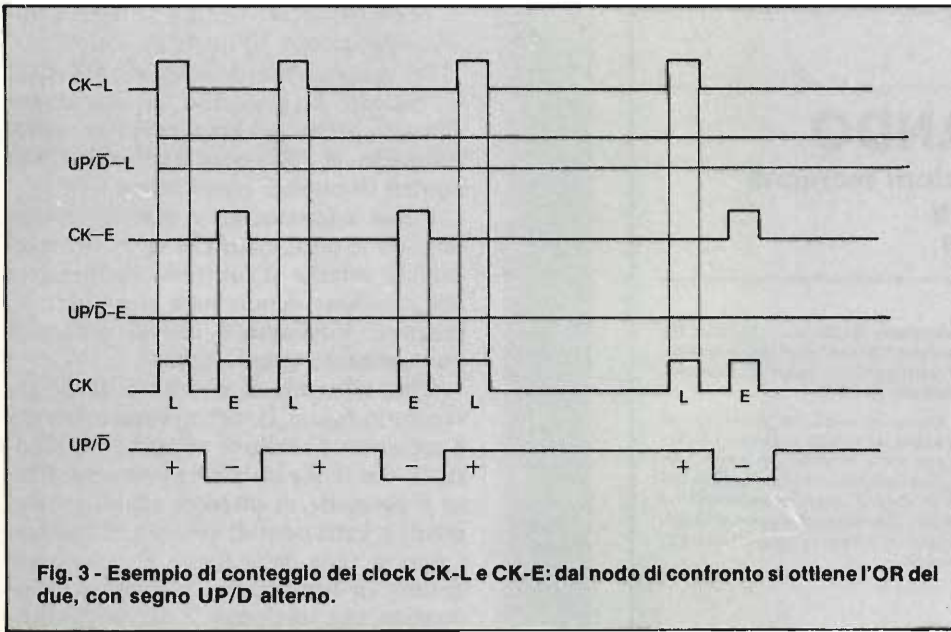 NDO
CK–L
UP/D̅–L
CK–E
UP/D̅–E
CK
L E L E L L E
UP/D̅
+ – + – + + –
Fig. 3 - Esempio di conteggio dei clock CK-L e CK-E: dal nodo di confronto si ottiene l'OR del
due, con segno UP/D alterno.